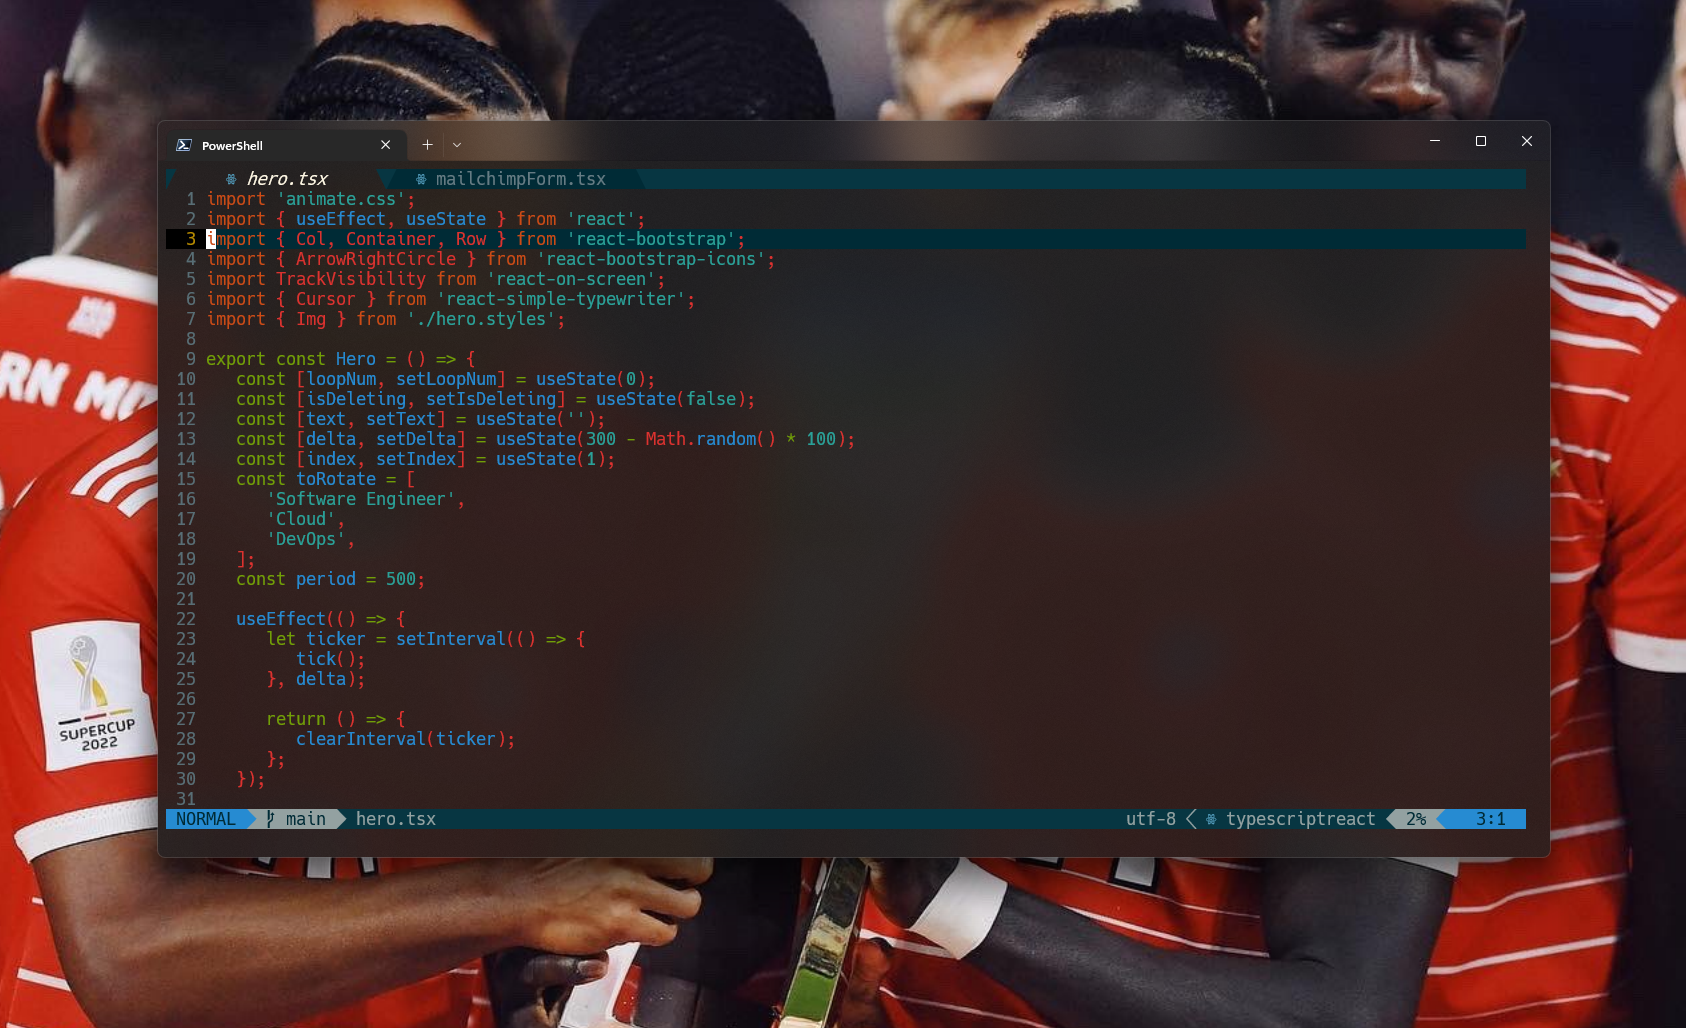 PowerShell
hero.tsx mailchimpForm.tsx
1 import 'animate.css';
2 import { useEffect, useState } from 'react';
3 import { Col, Container, Row } from 'react-bootstrap';
4 import { ArrowRightCircle } from 'react-bootstrap-icons';
5 import TrackVisibility from 'react-on-screen';
6 import { Cursor } from 'react-simple-typewriter';
7 import { Img } from './hero.styles';
8
9 export const Hero = () => {
10 const [loopNum, setLoopNum] = useState(0);
11 const [isDeleting, setIsDeleting] = useState(false);
12 const [text, setText] = useState('');
13 const [delta, setDelta] = useState(300 - Math.random() * 100);
14 const [index, setIndex] = useState(1);
15 const toRotate = [
16 'Software Engineer',
17 'Cloud',
18 'DevOps',
19 ];
20 const period = 500;
21
22 useEffect(() => {
23 let ticker = setInterval(() => {
24 tick();
25 }, delta);
26
27 return () => {
28 clearInterval(ticker);
29 };
30 });
31
NORMAL main hero.tsx utf-8 typescriptreact 2% 3:1
RN
SUPERCUP
2022